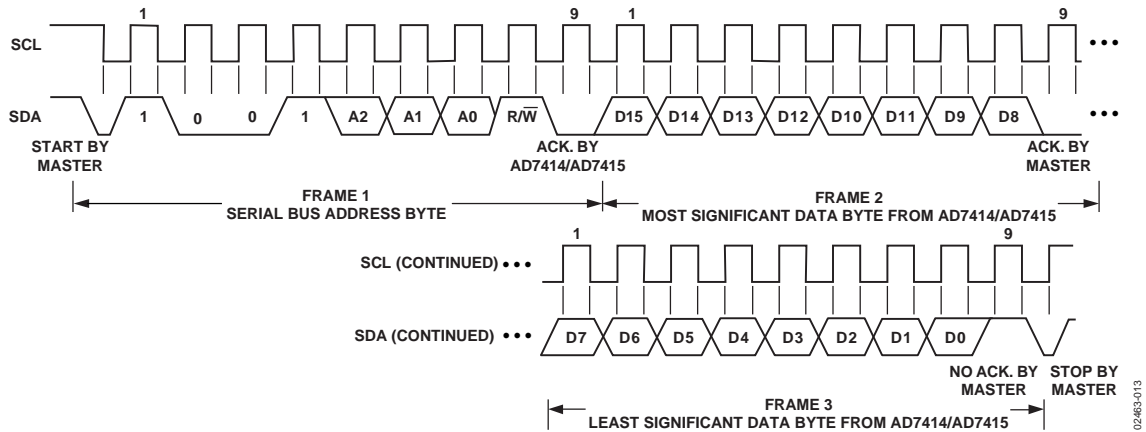 1 9 1 9
SCL
SDA 1 0 0 1 A2 A1 A0 R/W̅ D15 D14 D13 D12 D10 D11 D9 D8
START BY MASTER
ACK. BY AD7414/AD7415
ACK. BY MASTER
FRAME 1
SERIAL BUS ADDRESS BYTE
FRAME 2
MOST SIGNIFICANT DATA BYTE FROM AD7414/AD7415
1 9
SCL (CONTINUED)
SDA (CONTINUED) D7 D6 D5 D4 D3 D2 D1 D0
NO ACK. BY MASTER
STOP BY MASTER
FRAME 3
LEAST SIGNIFICANT DATA BYTE FROM AD7414/AD7415
02463-013